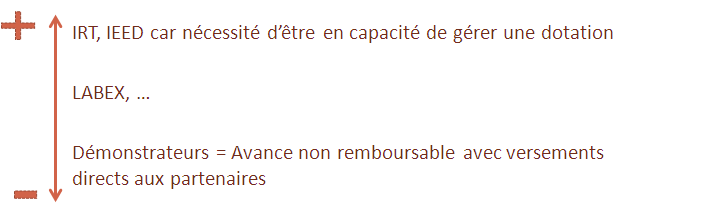 +
IRT, IEED car nécessité d’être en capacité de gérer une dotation
LABEX, …
Démonstrateurs = Avance non remboursable avec versements
directs aux partenaires
−